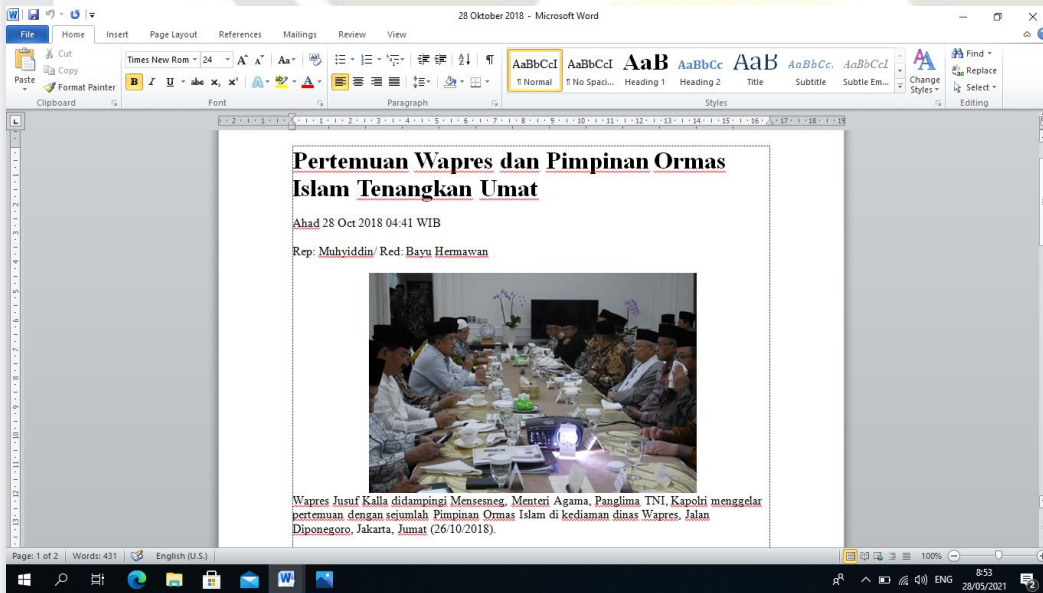 28 Oktober 2018 - Microsoft Word
File Home Insert Page Layout References Mailings Review View
Cut
Copy
Format Painter
Paste
Clipboard
Times New Rom 24
Font
Paragraph
AaBbCcI AaBbCcI AaB AaBbCc AaB AaBbCc. AaBbCcI
¶ Normal ¶ No Spaci... Heading 1 Heading 2 Title Subtitle Subtle Em...
Change Styles
Styles
Find
Replace
Select
Editing
Pertemuan Wapres dan Pimpinan Ormas
Islam Tenangkan Umat
Ahad 28 Oct 2018 04:41 WIB
Rep: Muhyiddin/ Red: Bayu Hermawan
Wapres Jusuf Kalla didampingi Mensesneg, Menteri Agama, Panglima TNI, Kapolri menggelar
pertemuan dengan sejumlah Pimpinan Ormas Islam di kediaman dinas Wapres, Jalan
Diponegoro, Jakarta, Jumat (26/10/2018).
Page: 1 of 2 Words: 431 English (U.S.) 100%
ENG 8:53
28/05/2021